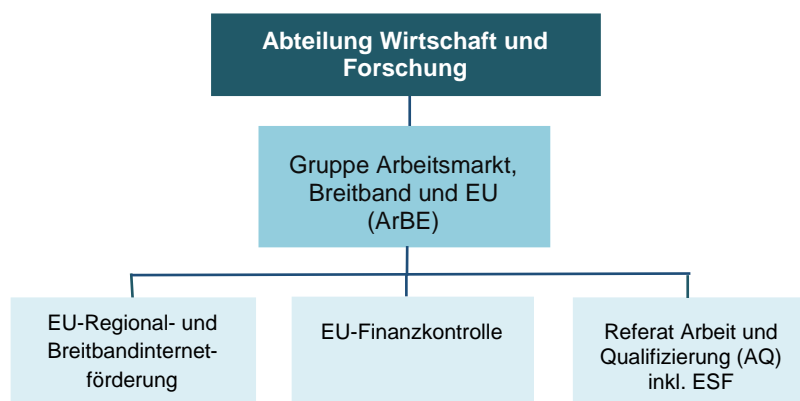 Abteilung Wirtschaft und
Forschung
Gruppe Arbeitsmarkt,
Breitband und EU
(ArBE)
EU-Regional- und
Breitbandinternet-
förderung
EU-Finanzkontrolle
Referat Arbeit und
Qualifizierung (AQ)
inkl. ESF